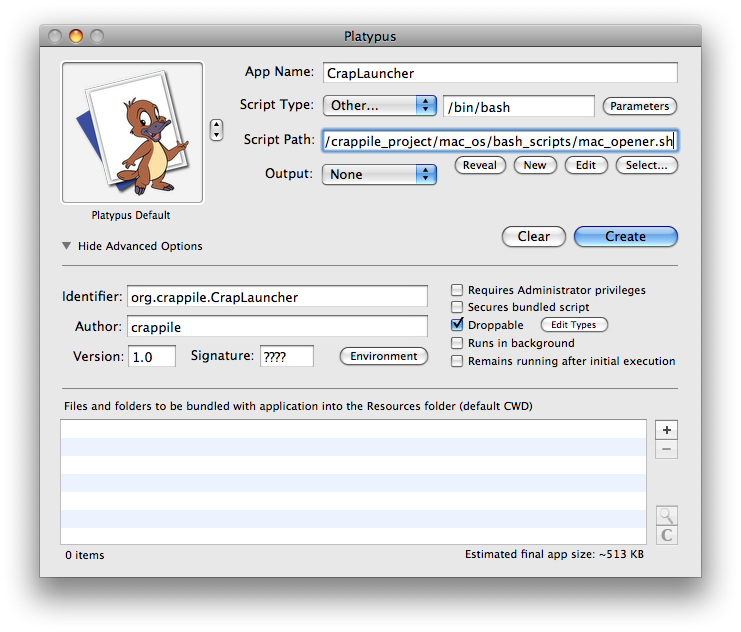 Platypus
App Name: CrapLauncher
Script Type: Other... /bin/bash Parameters
Script Path: /crappile_project/mac_os/bash_scripts/mac_opener.sh
Output: None Reveal New Edit Select...
Platypus Default
Clear Create
Hide Advanced Options
Identifier: org.crappile.CrapLauncher
Author: crappile
Version: 1.0 Signature: ???? Environment
Requires Administrator privileges
Secures bundled script
Droppable Edit Types
Runs in background
Remains running after initial execution
Files and folders to be bundled with application into the Resources folder (default CWD)
+
−
C
0 items Estimated final app size: ~513 KB